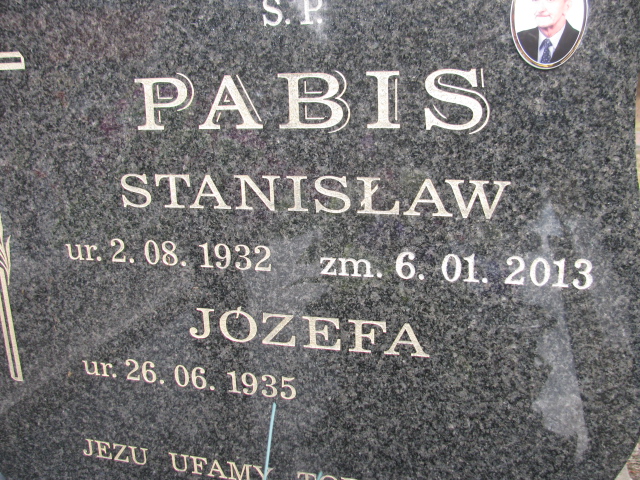 Ś.P.
PABIS
STANISŁAW
ur. 2. 08. 1932 zm. 6. 01. 2013
JÓZEFA
ur. 26. 06. 1935
JEZU UFAMY